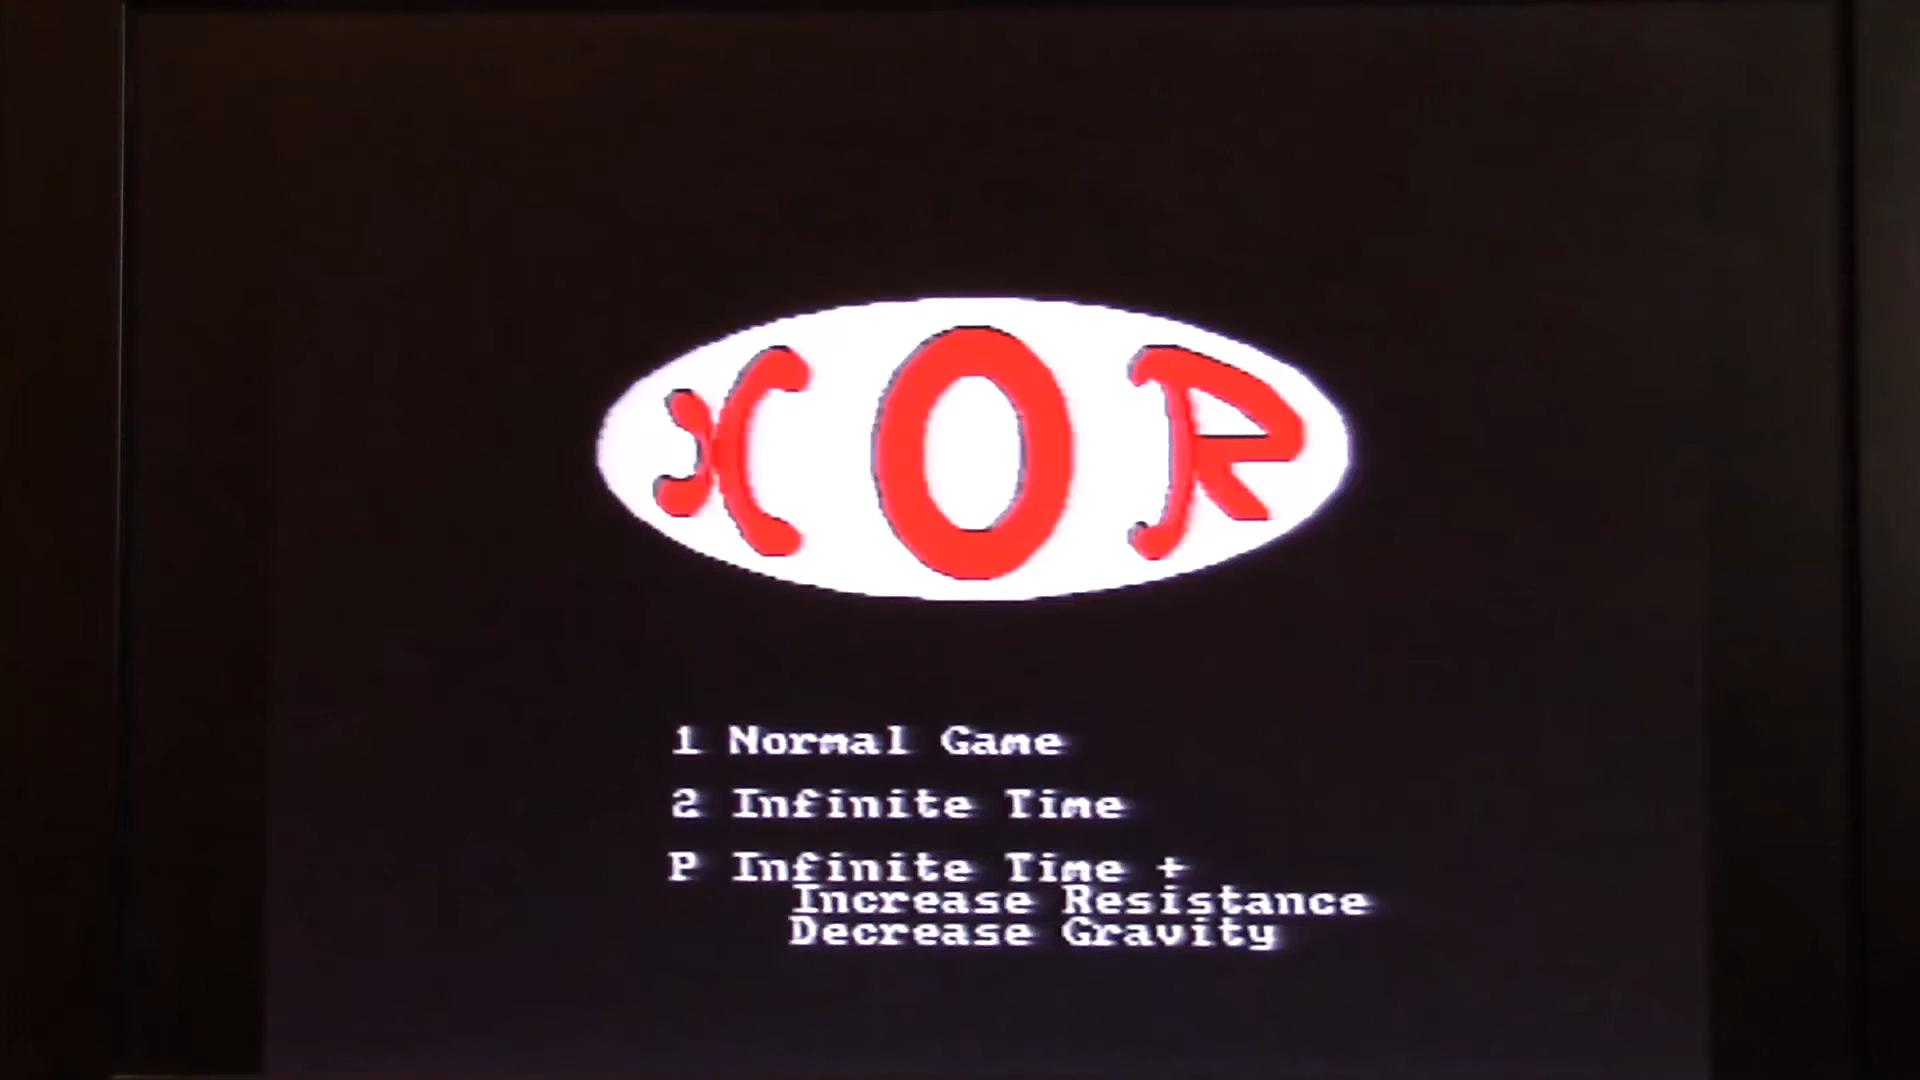 XOR
1 Normal Game
2 Infinite Time
P Infinite Time +
Increase Resistance
Decrease Gravity